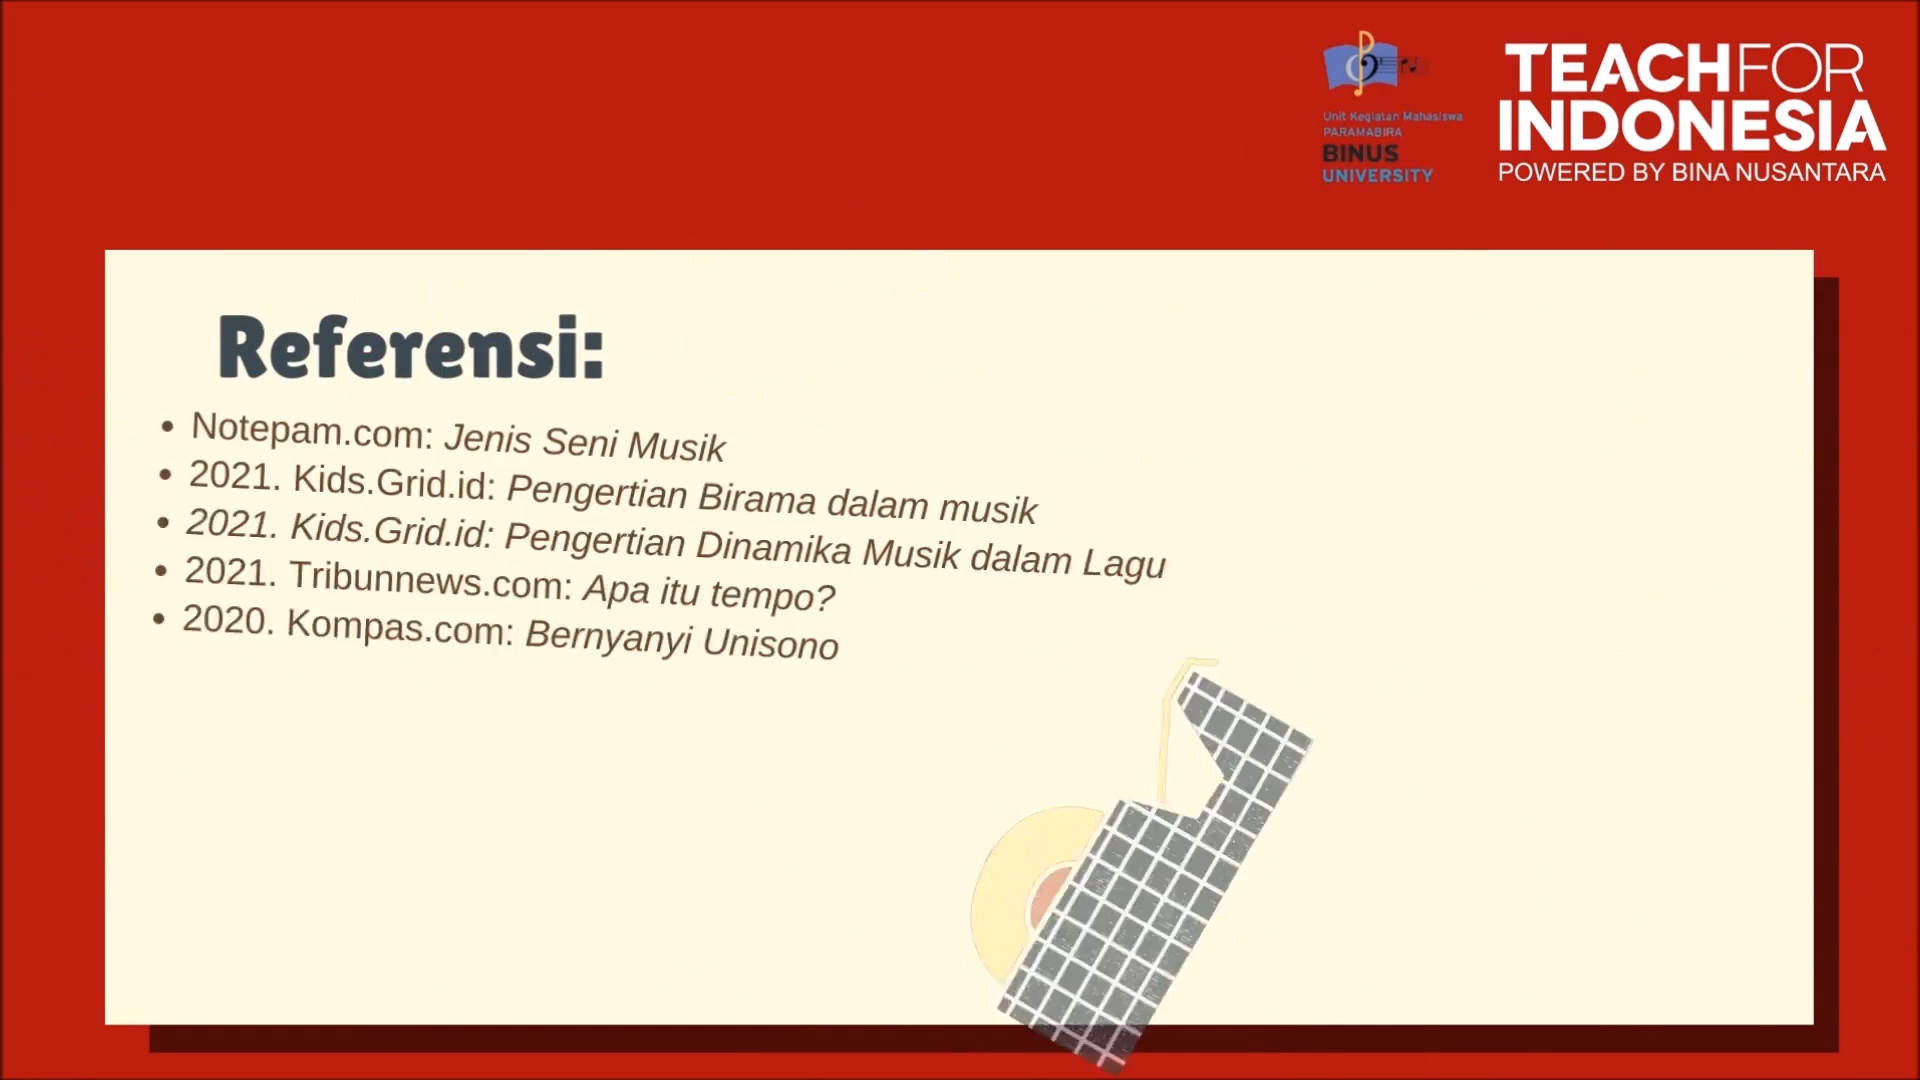 Unit Kegiatan Mahasiswa
PARAMABIRA
BINUS
UNIVERSITY
TEACHFOR
INDONESIA
POWERED BY BINA NUSANTARA
Referensi:
• Notepam.com: Jenis Seni Musik
• 2021. Kids.Grid.id: Pengertian Birama dalam musik
• 2021. Kids.Grid.id: Pengertian Dinamika Musik dalam Lagu
• 2021. Tribunnews.com: Apa itu tempo?
• 2020. Kompas.com: Bernyanyi Unisono